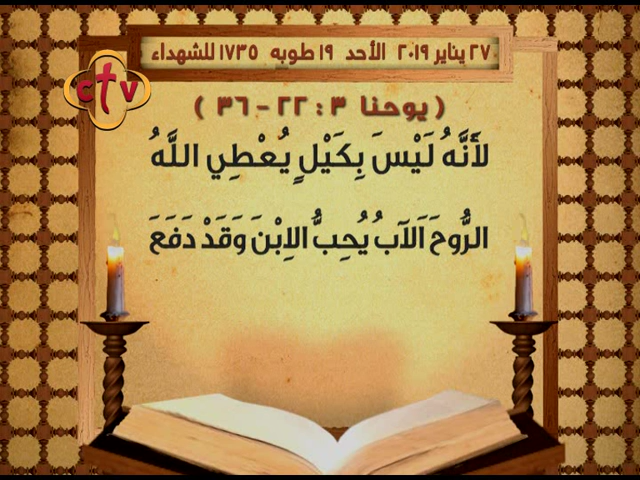 ٢٧ يناير ٢٠١٩ الأحد ١٩ طوبه ١٧٣٥ للشهداء
ctv
( يوحنا ٣ : ٢٢ - ٣٦ )
لأَنَّهُ لَيْسَ بِكَيْلٍ يُعْطِي اللَّهُ
الرُّوحَ اَلآبُ يُحِبُّ الاِبْنَ وَقَدْ دَفَعَ